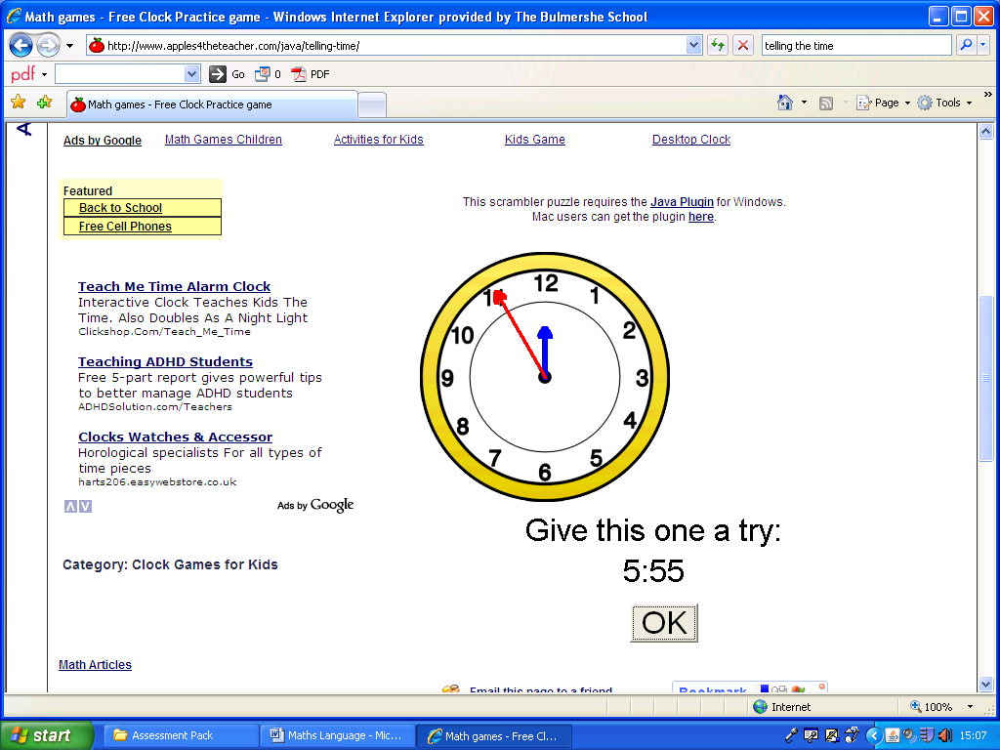 Math games - Free Clock Practice game - Windows Internet Explorer provided by The Bulmershe School
http://www.apples4theteacher.com/java/telling-time/
telling the time
pdf
Go
0
PDF
Math games - Free Clock Practice game
Page
Tools
»
A
Ads by Google
Math Games Children
Activities for Kids
Kids Game
Desktop Clock
Featured
Back to School
Free Cell Phones
This scrambler puzzle requires the Java Plugin for Windows.
Mac users can get the plugin here.
Teach Me Time Alarm Clock
Interactive Clock Teaches Kids The
Time. Also Doubles As A Night Light
Clickshop.Com/Teach_Me_Time
Teaching ADHD Students
Free 5-part report gives powerful tips
to better manage ADHD students
ADHDSolution.com/Teachers
Clocks Watches & Accessor
Horological specialists For all types of
time pieces
harts206.easywebstore.co.uk
Ads by Google
12
1
2
3
4
5
6
7
8
9
10
11
Give this one a try:
5:55
OK
Category: Clock Games for Kids
Math Articles
Email this page to a friend
Bookmark
Internet
100%
start
Assessment Pack
Maths Language - Mic...
Math games - Free Cl...
15:07